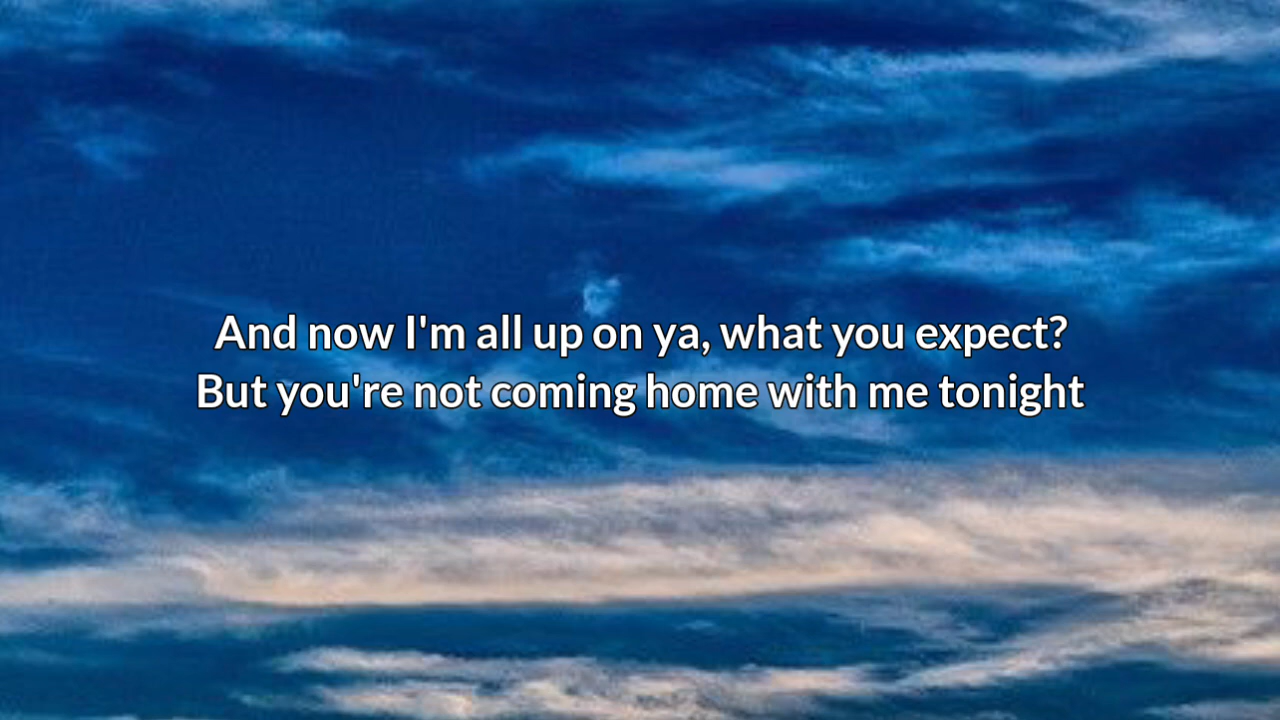 And now I'm all up on ya, what you expect?
But you're not coming home with me tonight